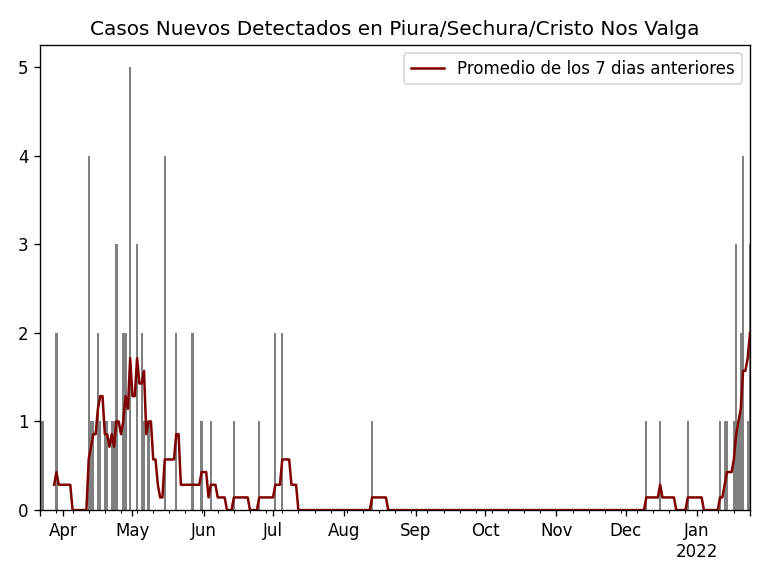 Casos Nuevos Detectados en Piura/Sechura/Cristo Nos Valga
Promedio de los 7 dias anteriores
5
4
3
2
1
0
Apr May Jun Jul Aug Sep Oct Nov Dec Jan
2022